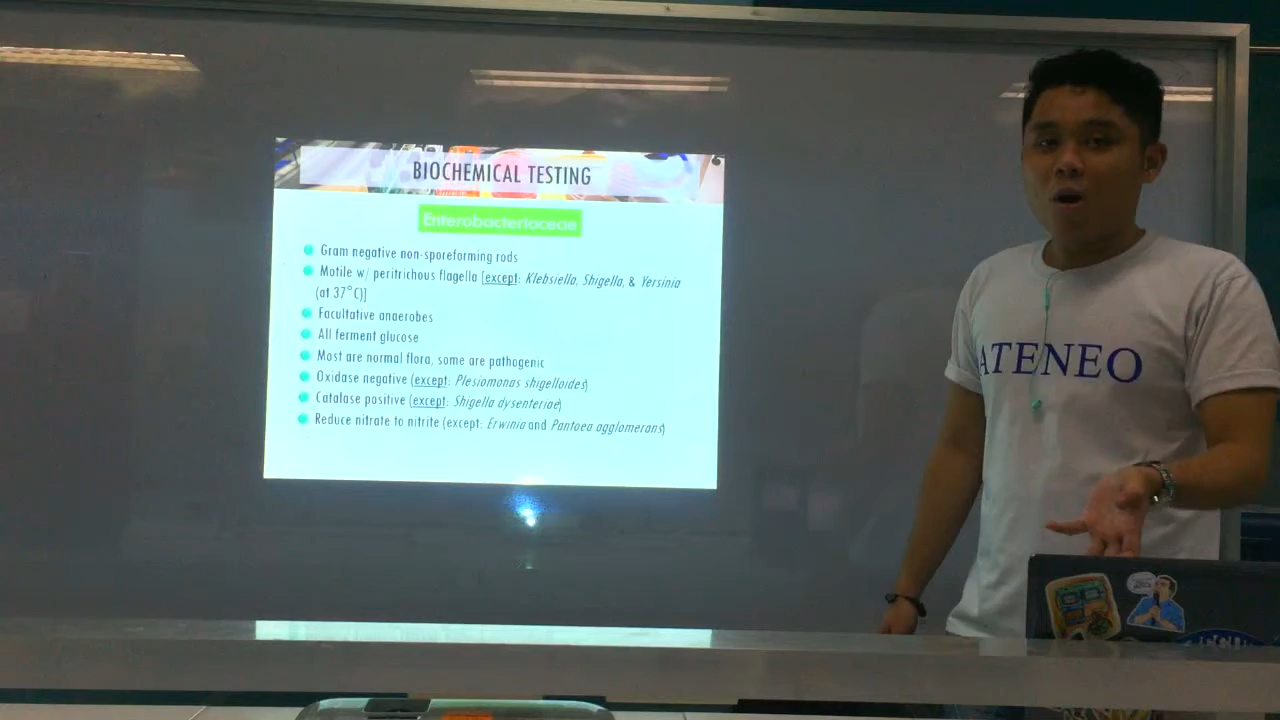 BIOCHEMICAL TESTING
Enterobacteriaceae
Gram negative non-sporeforming rods
Motile w/ peritrichous flagella [except: Klebsiella, Shigella, & Yersinia
(at 37°C)]
Facultative anaerobes
All ferment glucose
Most are normal flora, some are pathogenic
Oxidase negative (except: Plesiomonas shigelloides)
Catalase positive (except: Shigella dysenteriae)
Reduce nitrate to nitrite (except: Erwinia and Pantoea agglomerans)
ATENEO